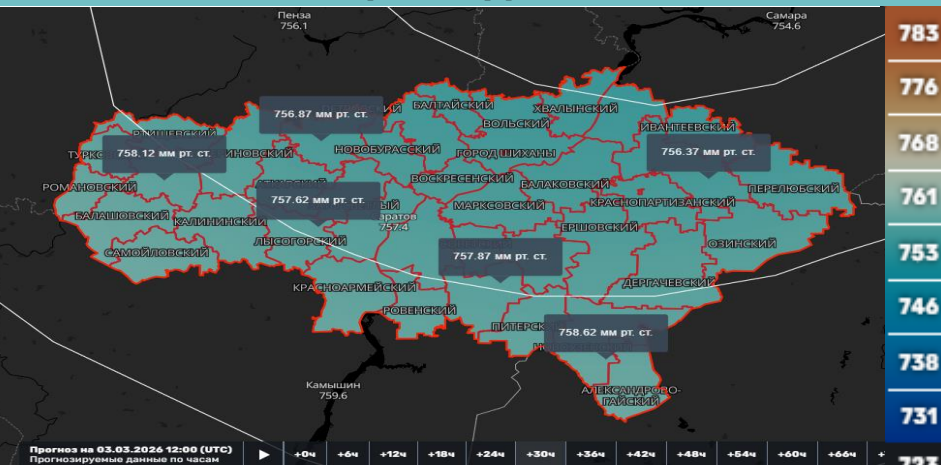 Пенза
756.1
Самара
754.6
783
776
768
761
753
746
738
731
723
756.87 мм рт. ст.
БАЛТАЙСКИЙ
ХВАЛЫНСКИЙ
ВОЛЬСКИЙ
ИВАНТЕЕВСКИЙ
РТИЩЕВСКИЙ
758.12 мм рт. ст.
НОВОБУРАССКИЙ
ГОРОД ШИХАНЫ
756.37 мм рт. ст.
РОМАНОВСКИЙ
ВОСКРЕСЕНСКИЙ
БАЛАКОВСКИЙ
ПЕРЕЛЮБСКИЙ
757.62 мм рт. ст.
МАРКСОВСКИЙ
КРАСНОПАРТИЗАНСКИЙ
БАЛАШОВСКИЙ
КАЛИНИНСКИЙ
аратов
757.4
ЕРШОВСКИЙ
ЛЫСОГОРСКИЙ
ОЗИНСКИЙ
САМОЙЛОВСКИЙ
757.87 мм рт. ст.
КРАСНОАРМЕЙСКИЙ
ДЕРГАЧЕВСКИЙ
РОВЕНСКИЙ
ПИТЕРСК
758.62 мм рт. ст.
Камышин
759.6
АЛЕКСАНДРОВО-
ГАЙСКИЙ
Прогноз на 03.03.2026 12:00 (UTC)
Прогнозируемые данные по часам
+0ч +6ч +12ч +18ч +24ч +30ч +36ч +42ч +48ч +54ч +60ч +66ч